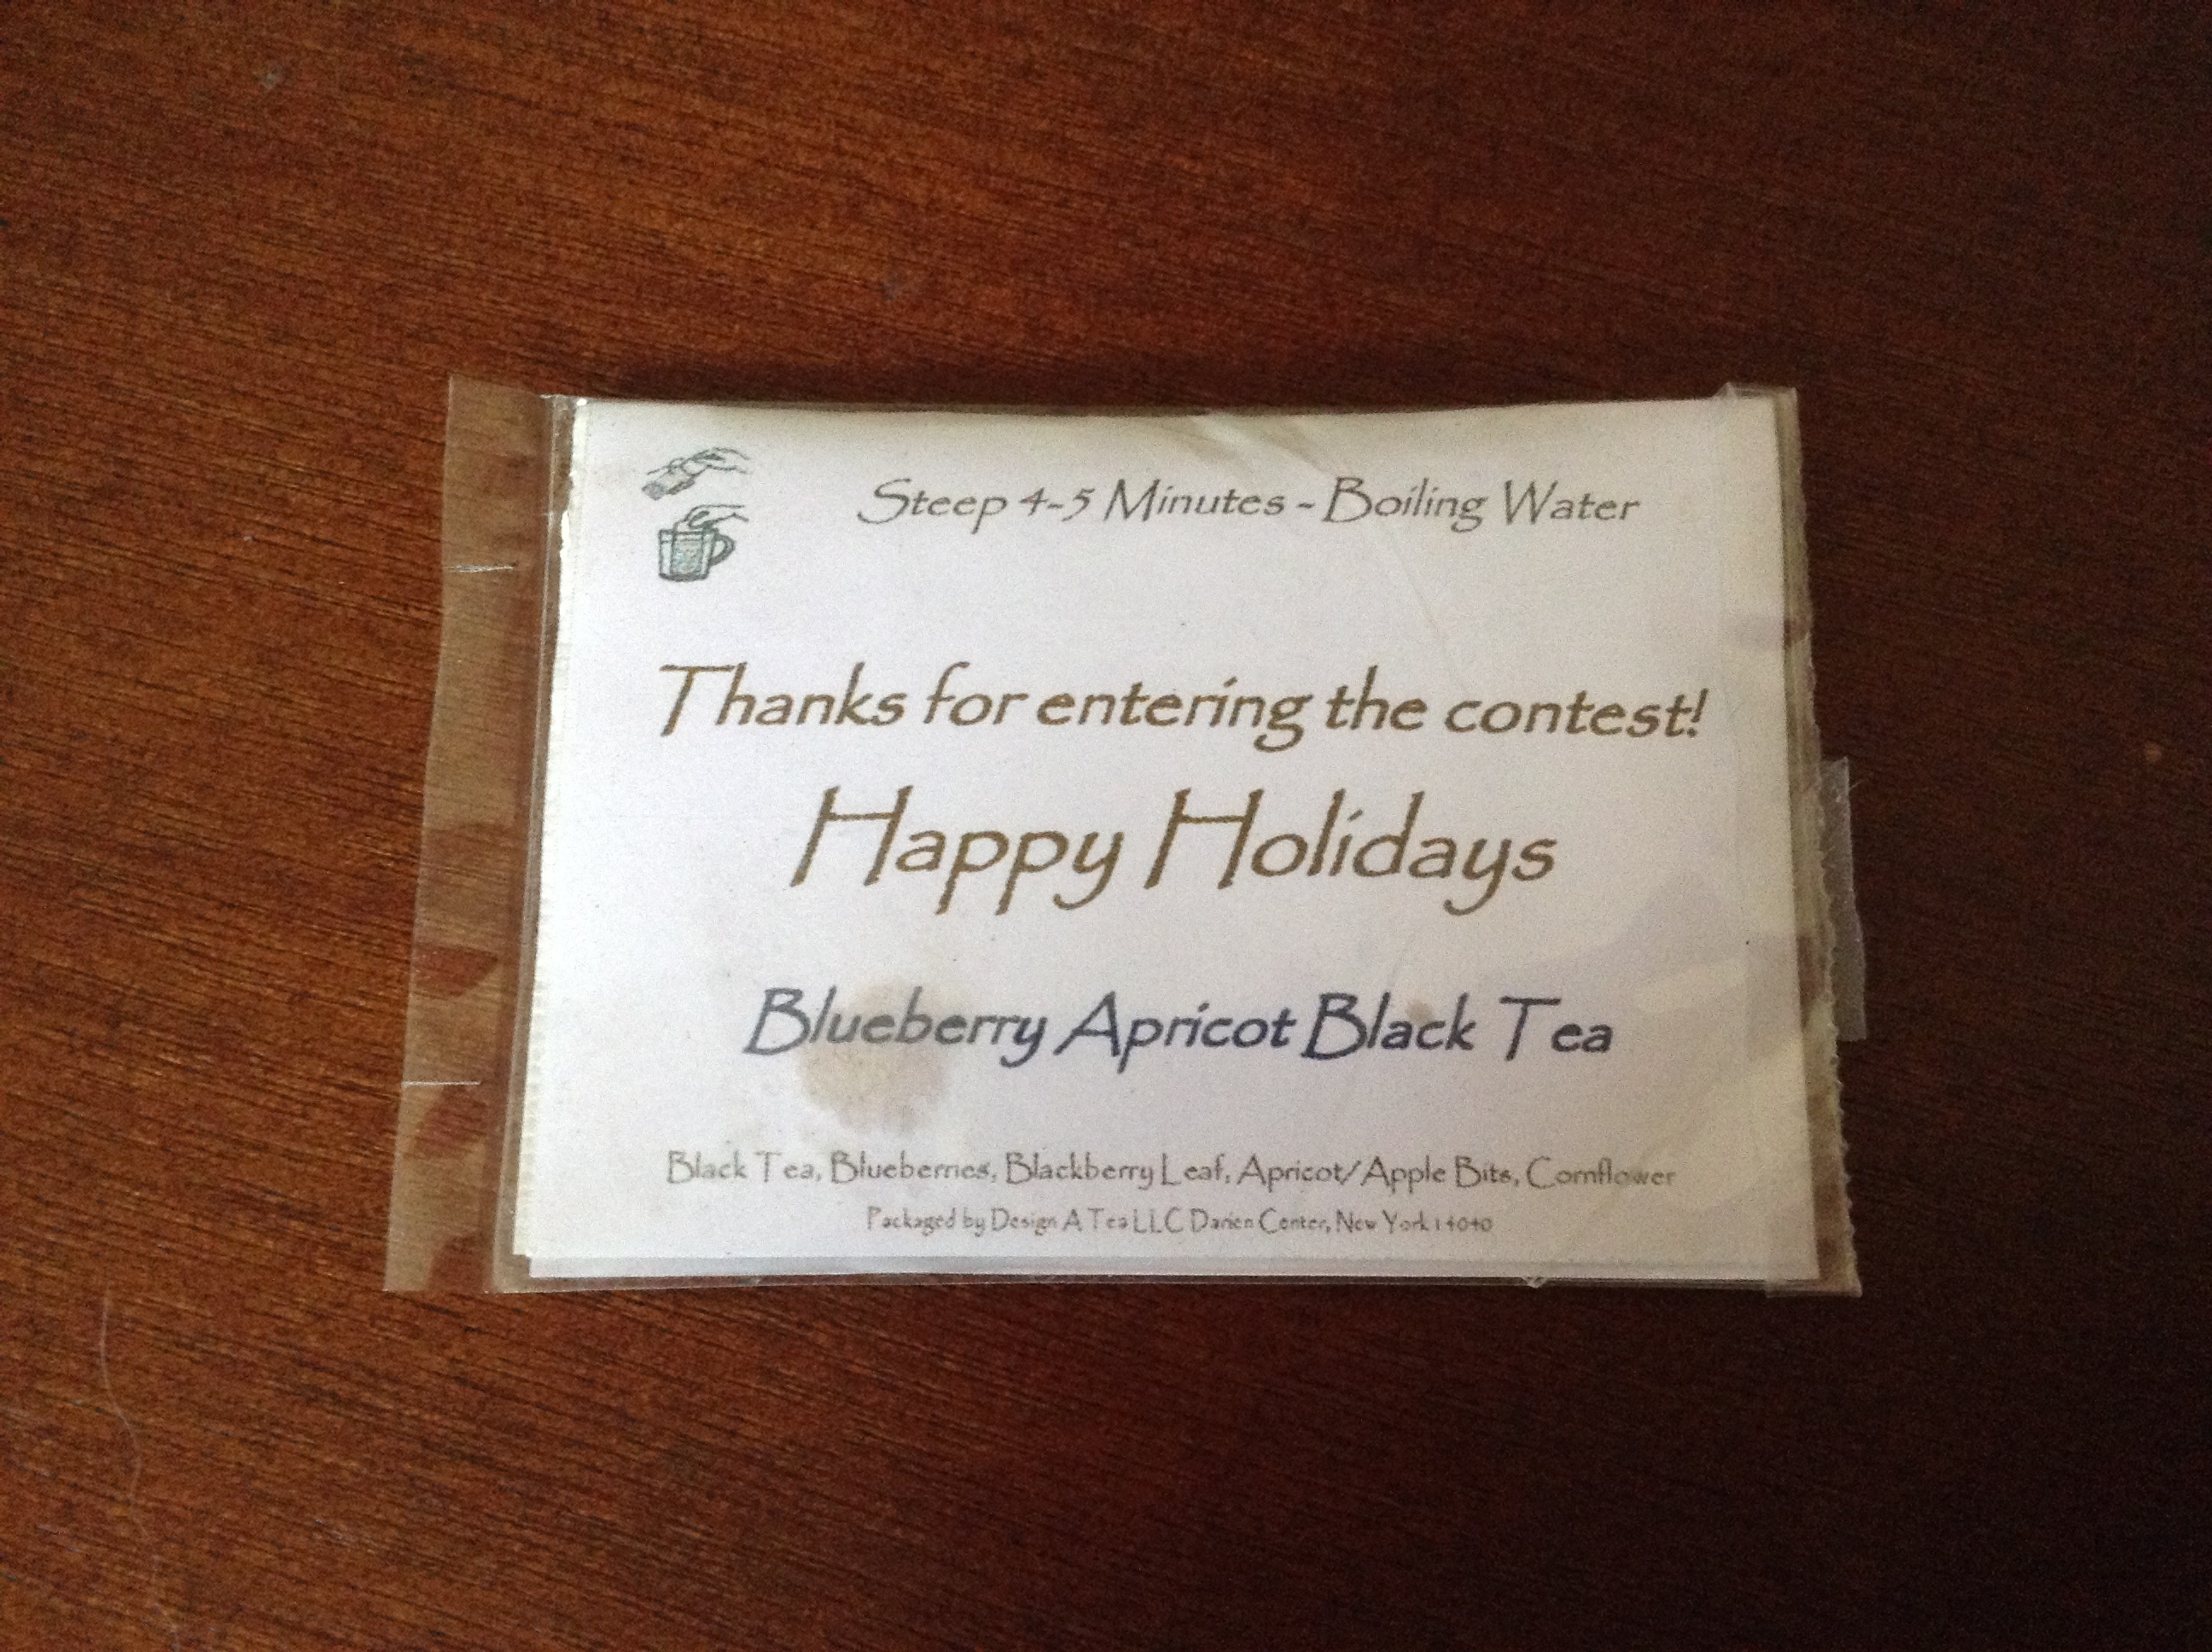 Steep 4-5 Minutes - Boiling Water
Thanks for entering the contest!
Happy Holidays
Blueberry Apricot Black Tea
Black Tea, Blueberries, Blackberry Leaf, Apricot/Apple Bits, Cornflower
Packaged by Design A Tea LLC Darien Center, New York 14040